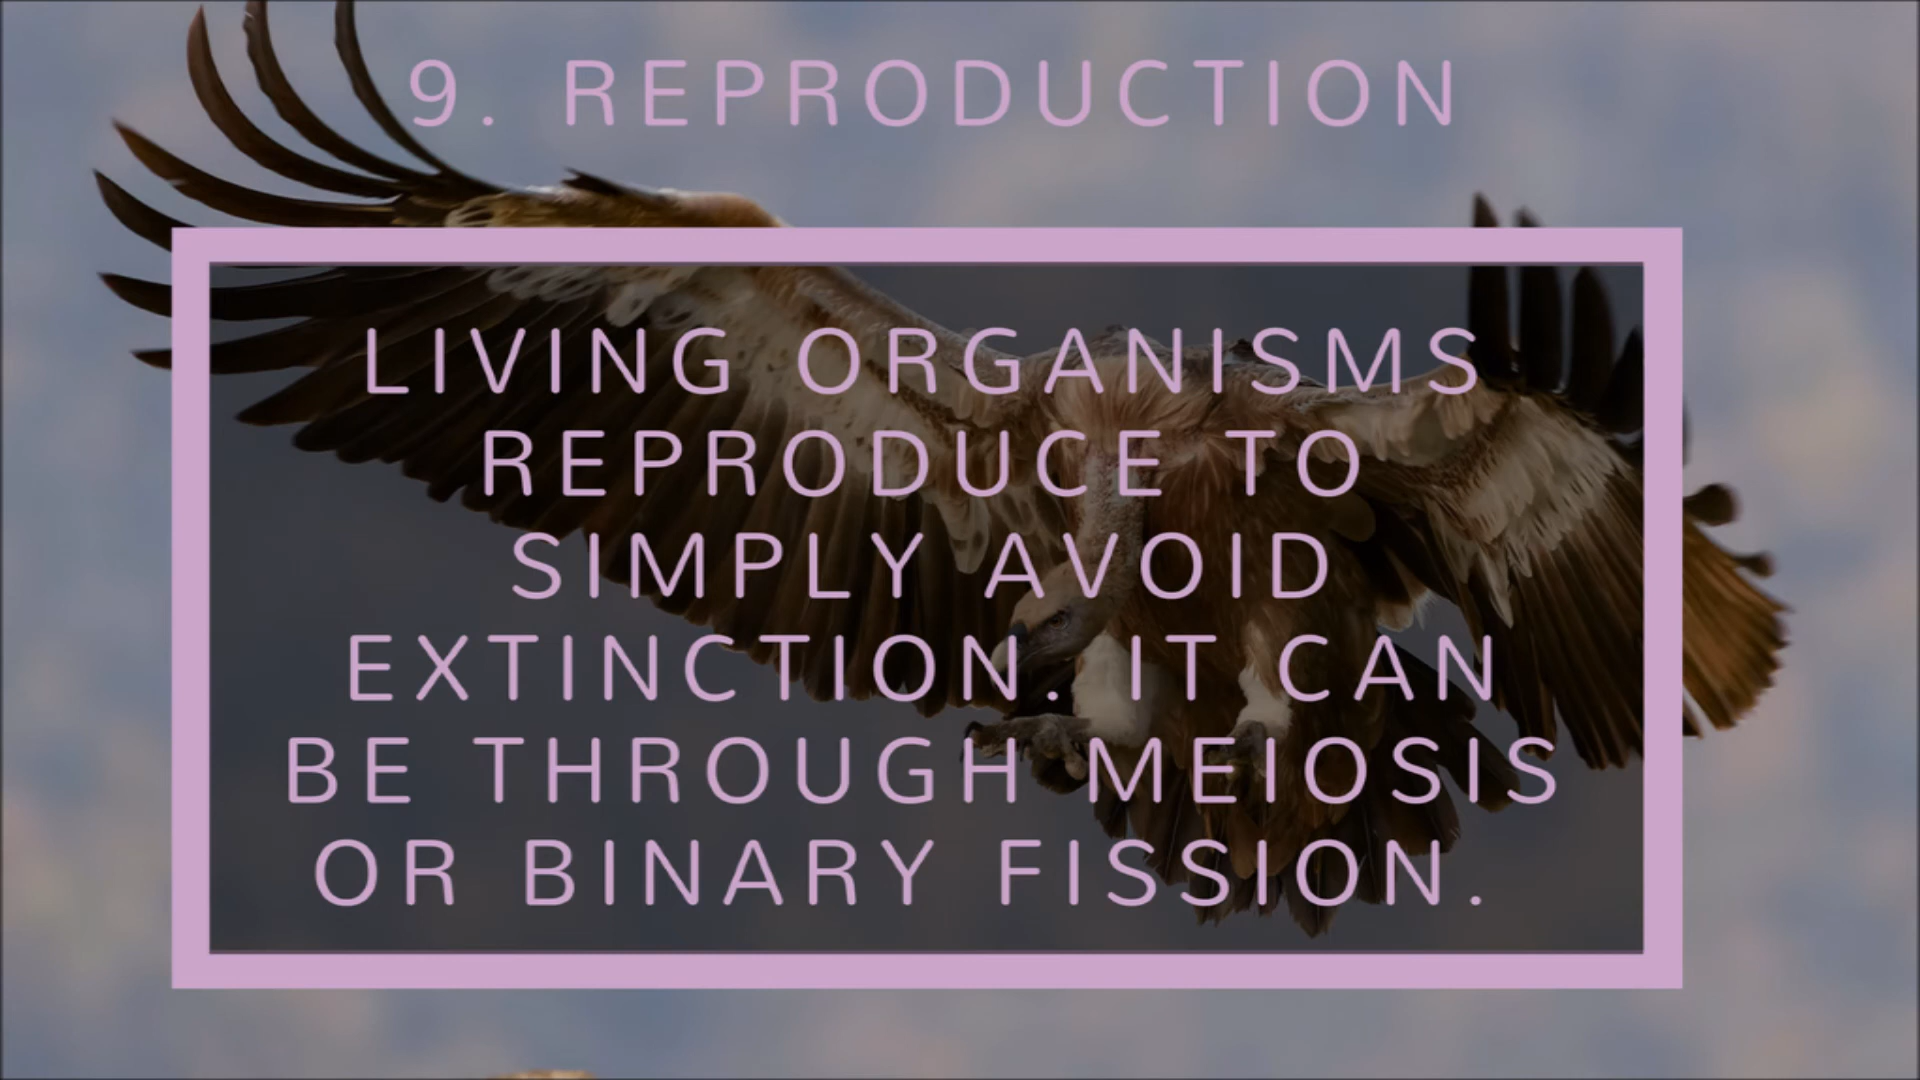 9. REPRODUCTION
LIVING ORGANISMS
REPRODUCE TO
SIMPLY AVOID
EXTINCTION. IT CAN
BE THROUGH MEIOSIS
OR BINARY FISSION.